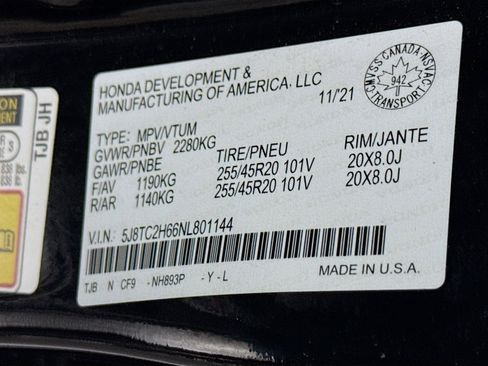 HONDA DEVELOPMENT &
MANUFACTURING OF AMERICA, LLC
11/'21
CMVSS CANADA NSVAC
942
TRANSPORT
TYPE: MPV/VTUM
GVWR/PNBV 2280KG
GAWR/PNBE TIRE/PNEU RIM/JANTE
F/AV 1190KG 255/45R20 101V 20X8.0J
R/AR 1140KG 255/45R20 101V 20X8.0J
V.I.N.: 5J8TC2H66NL801144
TJB N CF9 -NH893P -Y-L
MADE IN U.S.A.
TJB JH